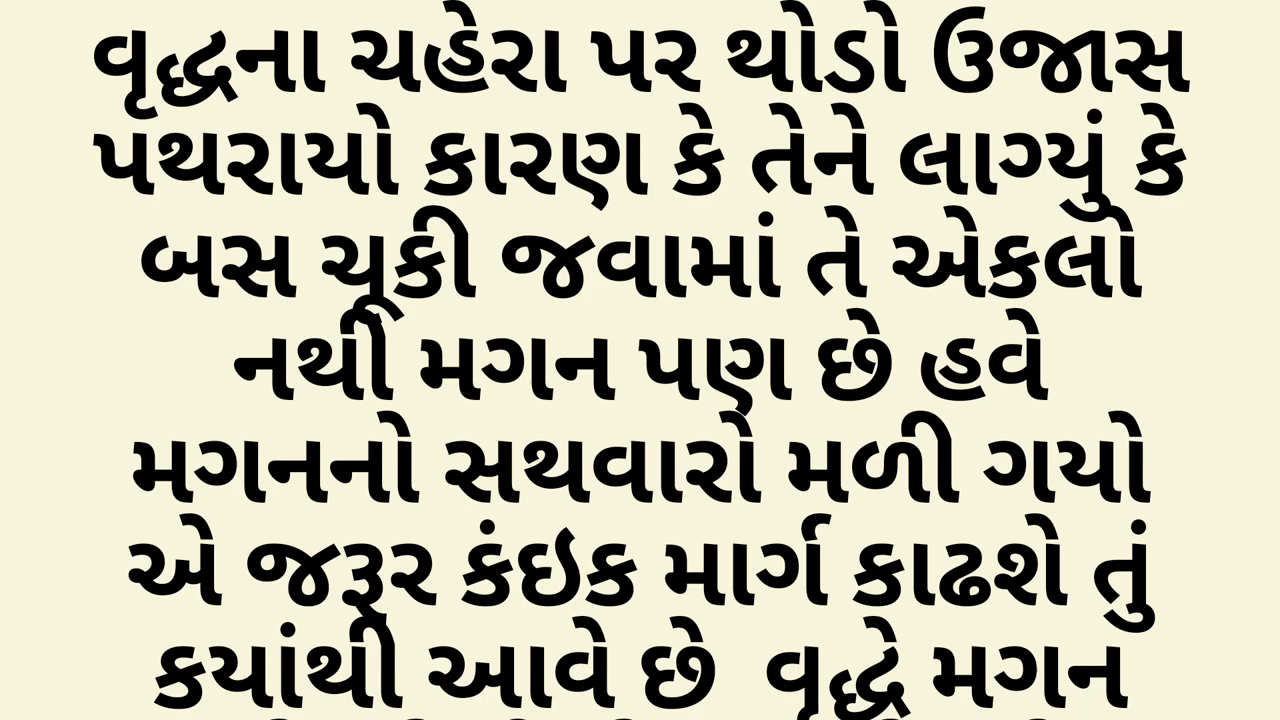 વૃદ્ધના ચહેરા પર થોડો ઉજાસ
પથરાયો કારણ કે તેને લાગ્યું કે
બસ ચૂકી જવામાં તે એકલો
નથી મગન પણ છે હવે
મગનનો સથવારો મળી ગયો
એ જરૂર કંઇક માર્ગ કાઢશે તું
કયાંથી આવે છે  વૃદ્ધે મગન